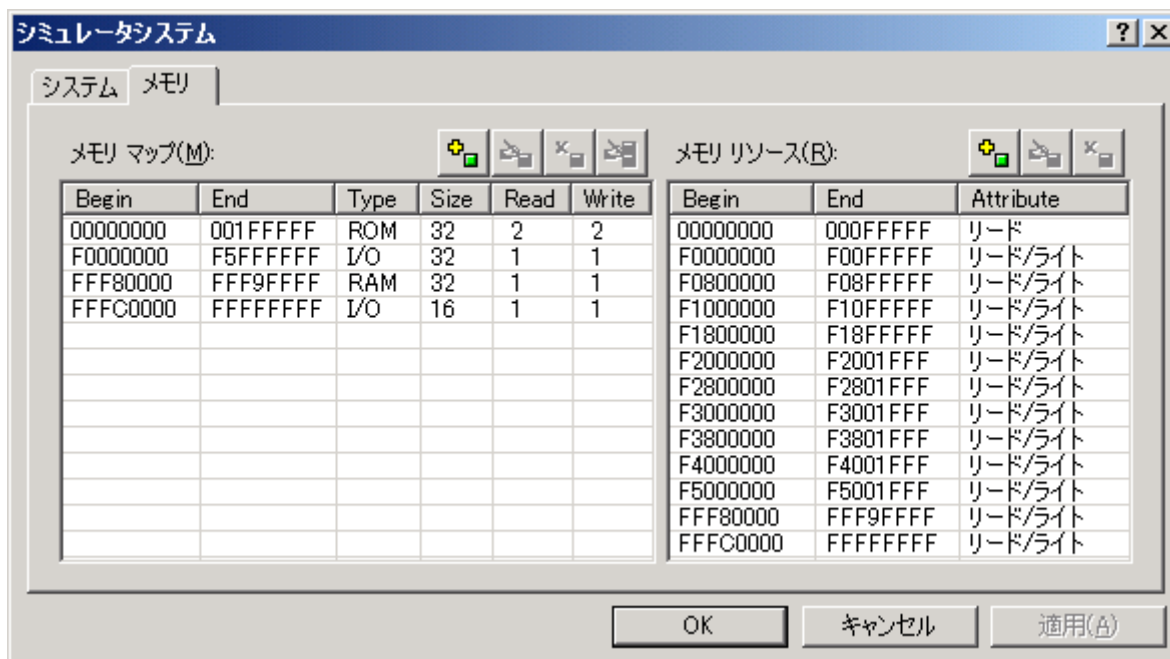 シミュレータシステム
システム メモリ
メモリ マップ(M):
Begin End Type Size Read Write
00000000 001FFFFF ROM 32 2 2
F0000000 F5FFFFFF I/O 32 1 1
FFF80000 FFF9FFFF RAM 32 1 1
FFFC0000 FFFFFFFF I/O 16 1 1
メモリ リソース(R):
Begin End Attribute
00000000 000FFFFF リード
F0000000 F00FFFFF リード/ライト
F0800000 F08FFFFF リード/ライト
F1000000 F10FFFFF リード/ライト
F1800000 F18FFFFF リード/ライト
F2000000 F2001FFF リード/ライト
F2800000 F2801FFF リード/ライト
F3000000 F3001FFF リード/ライト
F3800000 F3801FFF リード/ライト
F4000000 F4001FFF リード/ライト
F5000000 F5001FFF リード/ライト
FFF80000 FFF9FFFF リード/ライト
FFFC0000 FFFFFFFF リード/ライト
OK キャンセル 適用(A)